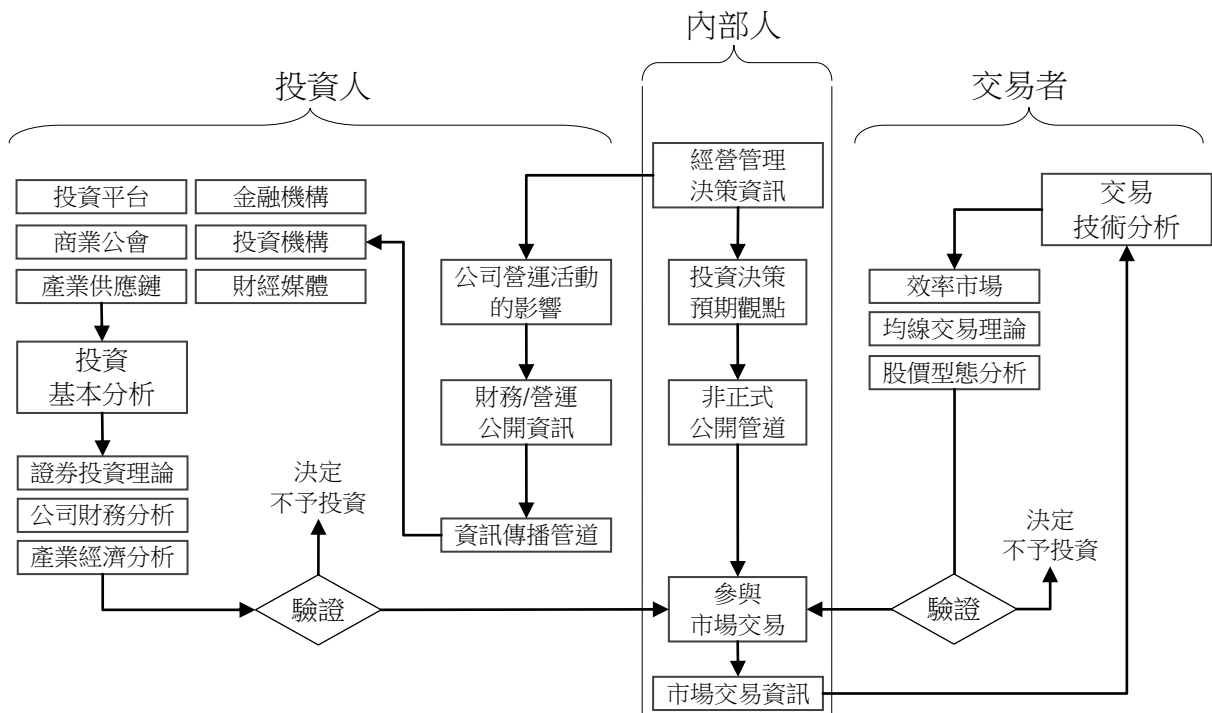 內部人
投資人
交易者
經營管理
決策資訊
投資平台
金融機構
商業公會
投資機構
產業供應鏈
財經媒體
投資
基本分析
證券投資理論
公司財務分析
產業經濟分析
決定
不予投資
驗證
公司營運活動
的影響
財務/營運
公開資訊
資訊傳播管道
投資決策
預期觀點
非正式
公開管道
參與
市場交易
市場交易資訊
交易
技術分析
效率市場
均線交易理論
股價型態分析
決定
不予投資
驗證